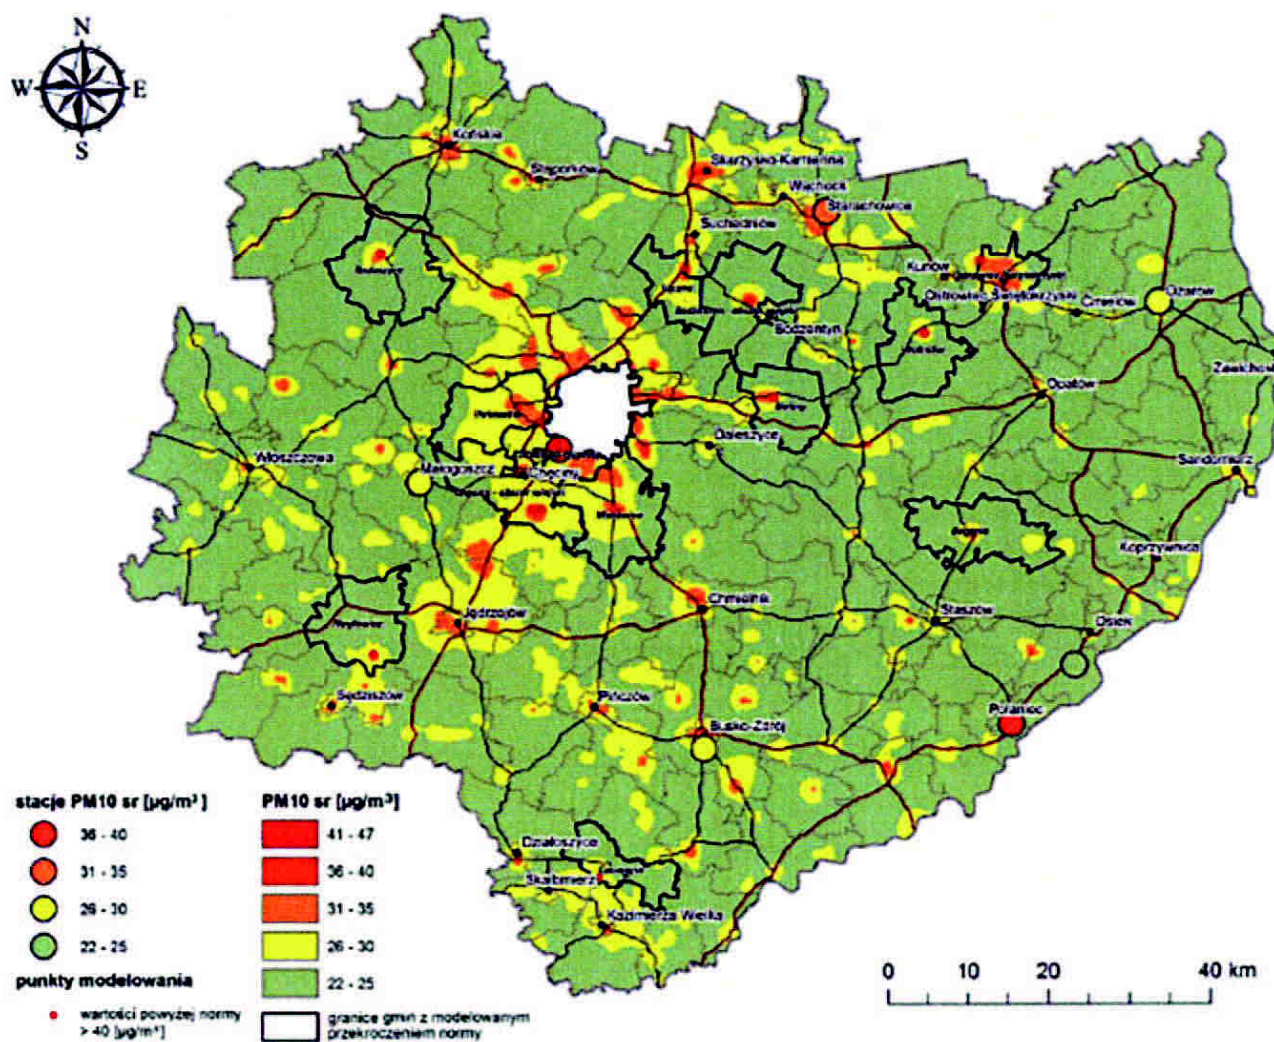 N
W E
S
Końskie
Stąporków
Skarżysko-Kamienna
Wąchock
Starachowice
Suchedniów
Kunów
Ostrowiec Świętokrzyski
Ćmielów
Ożarów
Bodzentyn
Zawichost
Opatów
Daleszyce
Włoszczowa
Małogoszcz
Chęciny
Sandomierz
Koprzywnica
Chmielnik
Jędrzejów
Staszów
Osiek
Sędziszów
Pińczów
Połaniec
Busko-Zdrój
Działoszyce
Skalbmierz
Kazimierza Wielka
stacje PM10 sr [µg/m³]
36 - 40
31 - 35
26 - 30
22 - 25
punkty modelowania
wartości powyżej normy
> 40 [µg/m³]
PM10 sr [µg/m³]
41 - 47
36 - 40
31 - 35
26 - 30
22 - 25
granice gmin z modelowanym
przekroczeniem normy
0 10 20 40 km